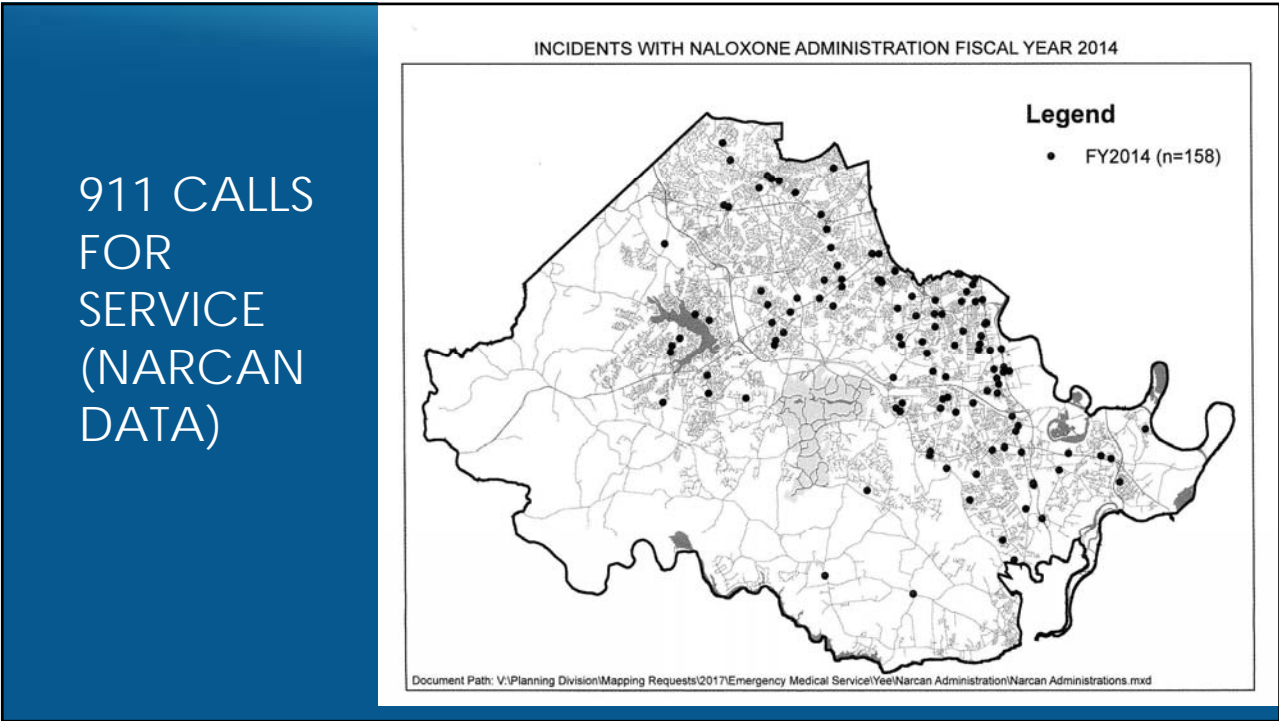 911 CALLS
FOR
SERVICE
(NARCAN
DATA)
INCIDENTS WITH NALOXONE ADMINISTRATION FISCAL YEAR 2014
Legend
FY2014 (n=158)
Document Path: V:\Planning Division\Mapping Requests\2017\Emergency Medical Service\Yee\Narcan Administration\Narcan Administrations.mxd